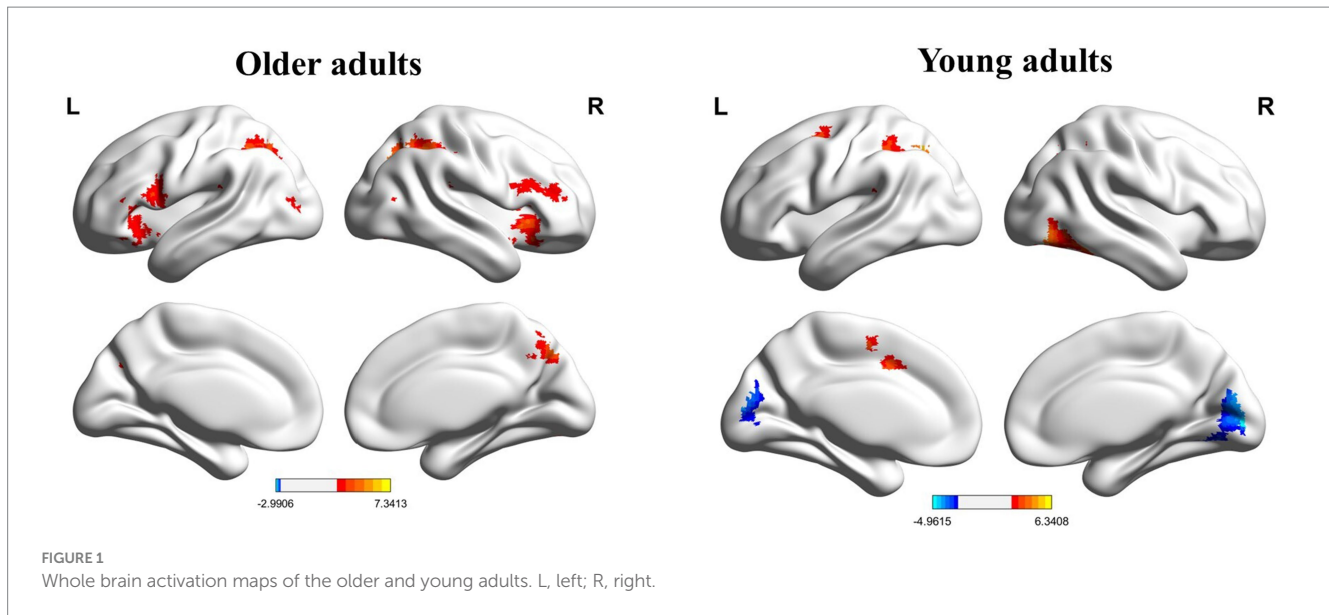 Older adults
Young adults
L
R
L
R
-2.9906
7.3413
-4.9615
6.3408
FIGURE 1
Whole brain activation maps of the older and young adults. L, left; R, right.